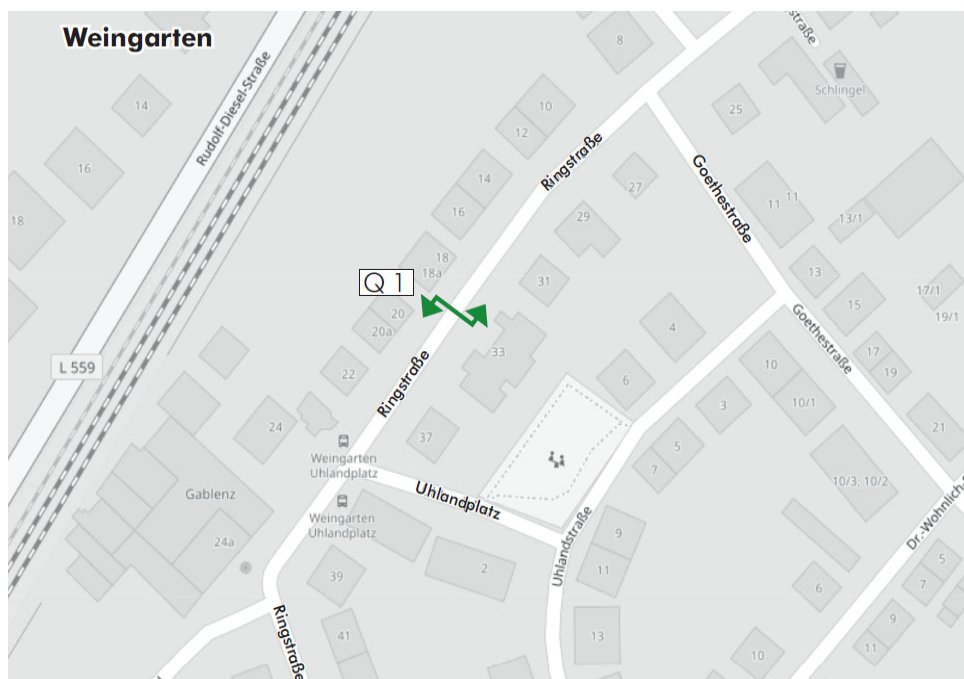 Weingarten
8
straße
Schlingel
14
Rudolf-Diesel-Straße
10
12
25
16
Ringstraße
Goethestraße
14
27
11 11
18
16
29
13/1
18
18a
13
31
Q 1
17/1
15
20
20a
19/1
4
Goethestraße
33
17
L 559
22
Ringstraße
10
19
6
10/1
3
24
37
21
5
Weingarten
Uhlandplatz
7
Gablenz
Uhlandplatz
10/3, 10/2
Weingarten
Uhlandplatz
24a
9
Uhlandstraße
Dr.-Wohnlich-
11
5
2
39
7
6
9
Ringstraße
41
13
11
10